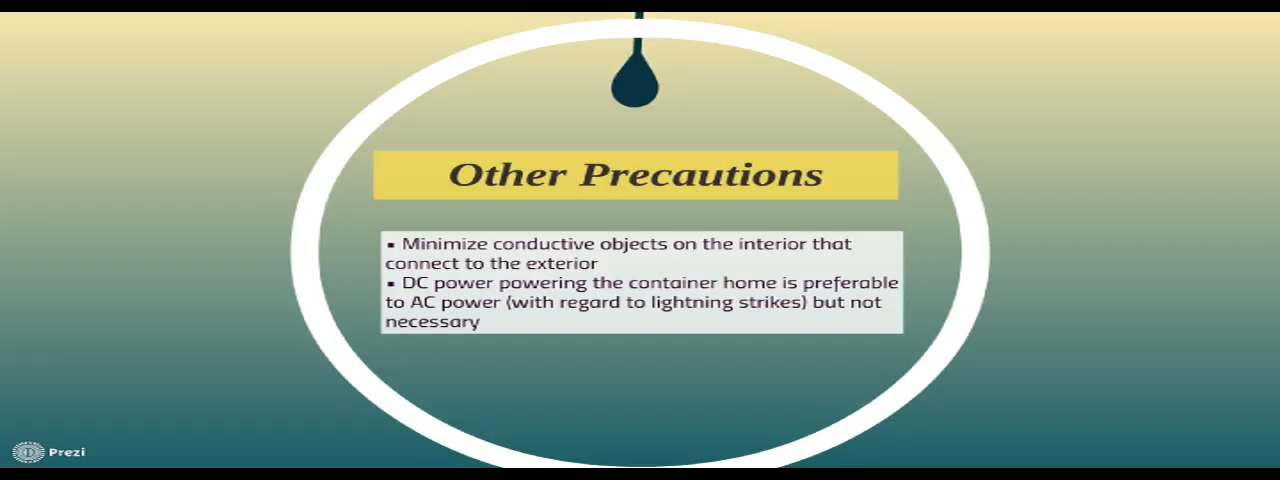 Other Precautions
▪ Minimize conductive objects on the interior that
connect to the exterior
▪ DC power powering the container home is preferable
to AC power (with regard to lightning strikes) but not
necessary
Prezi